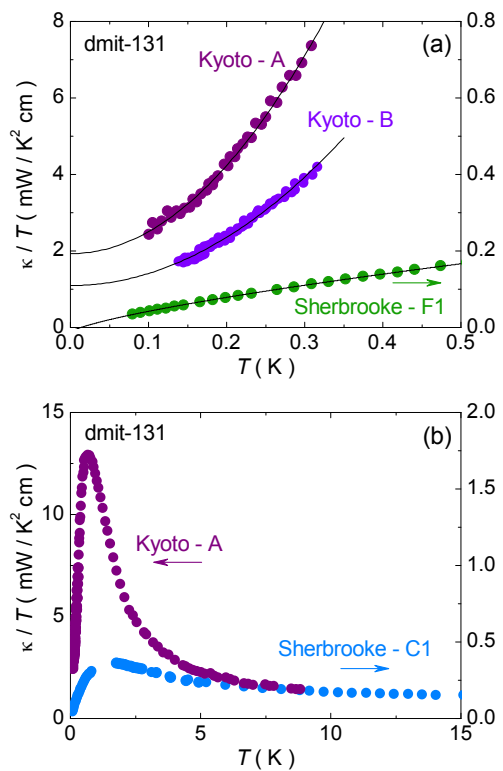 dmit-131
(a)
Kyoto - A
Kyoto - B
Sherbrooke - F1
κ / T ( mW / K² cm )
8
6
4
2
0
0.8
0.6
0.4
0.2
0.0
0.0 0.1 0.2 0.3 0.4 0.5
T ( K )
dmit-131
(b)
Kyoto - A
Sherbrooke - C1
κ / T ( mW / K² cm )
15
10
5
0
2.0
1.5
1.0
0.5
0.0
0 5 10 15
T ( K )